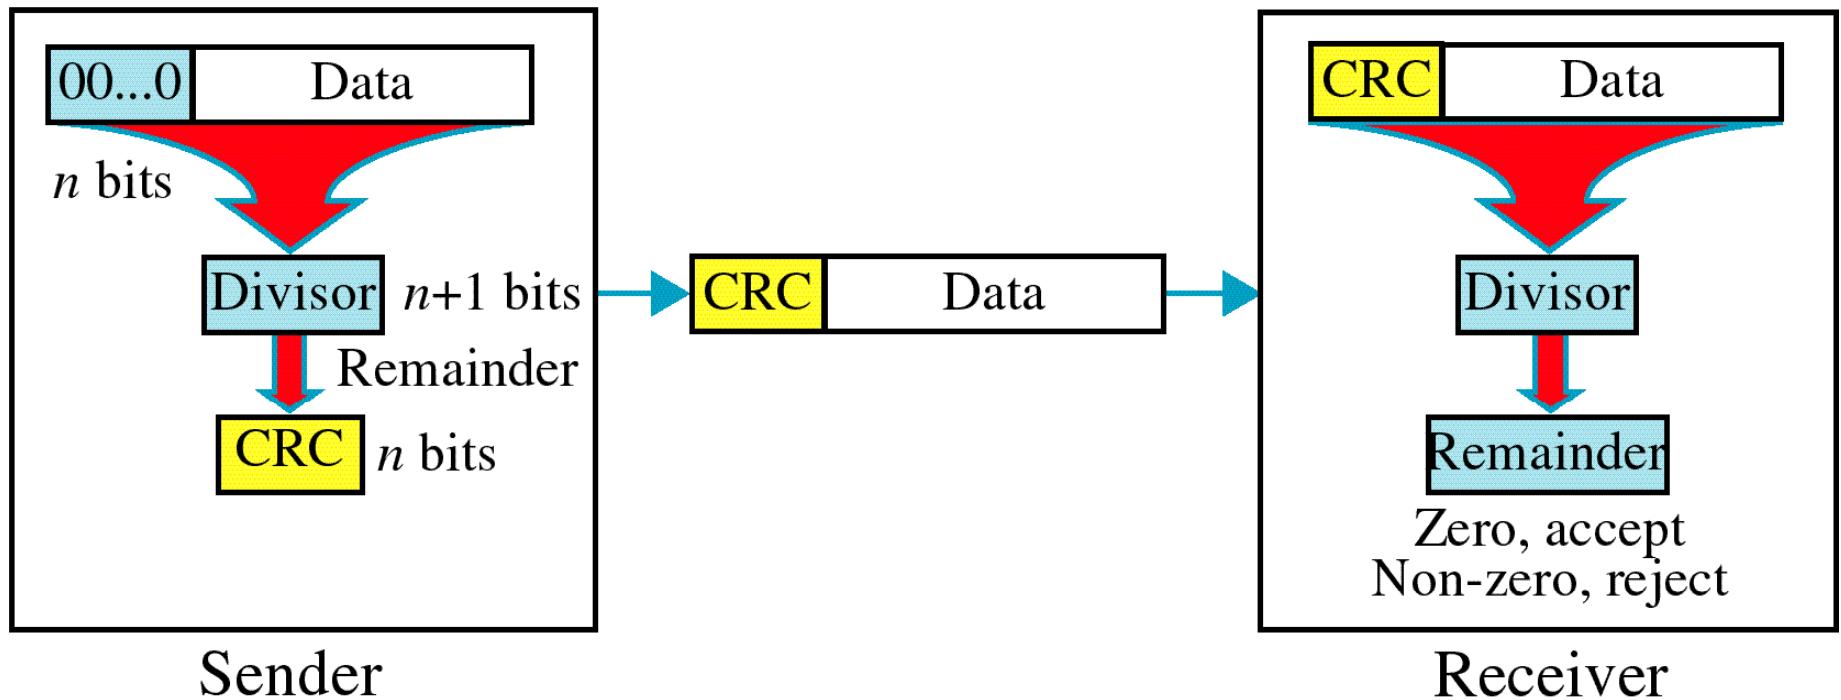 00...0 Data
n bits
Divisor n+1 bits
Remainder
CRC n bits
Sender
CRC Data
CRC Data
Divisor
Remainder
Zero, accept
Non-zero, reject
Receiver